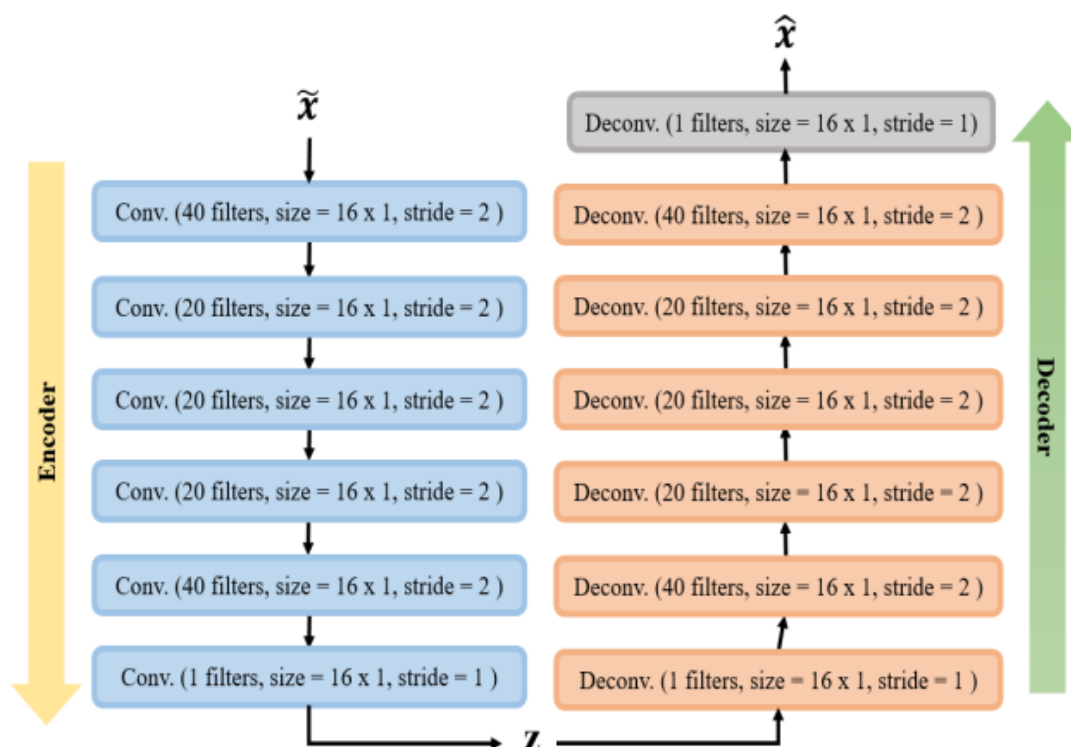 x̃
Conv. (40 filters, size = 16 x 1, stride = 2 )
Conv. (20 filters, size = 16 x 1, stride = 2 )
Conv. (20 filters, size = 16 x 1, stride = 2 )
Conv. (20 filters, size = 16 x 1, stride = 2 )
Conv. (40 filters, size = 16 x 1, stride = 2 )
Conv. (1 filters, size = 16 x 1, stride = 1 )
Encoder
z
x̂
Deconv. (1 filters, size = 16 x 1, stride = 1)
Deconv. (40 filters, size = 16 x 1, stride = 2 )
Deconv. (20 filters, size = 16 x 1, stride = 2 )
Deconv. (20 filters, size = 16 x 1, stride = 2 )
Deconv. (20 filters, size = 16 x 1, stride = 2 )
Deconv. (40 filters, size = 16 x 1, stride = 2 )
Deconv. (1 filters, size = 16 x 1, stride = 1 )
Decoder